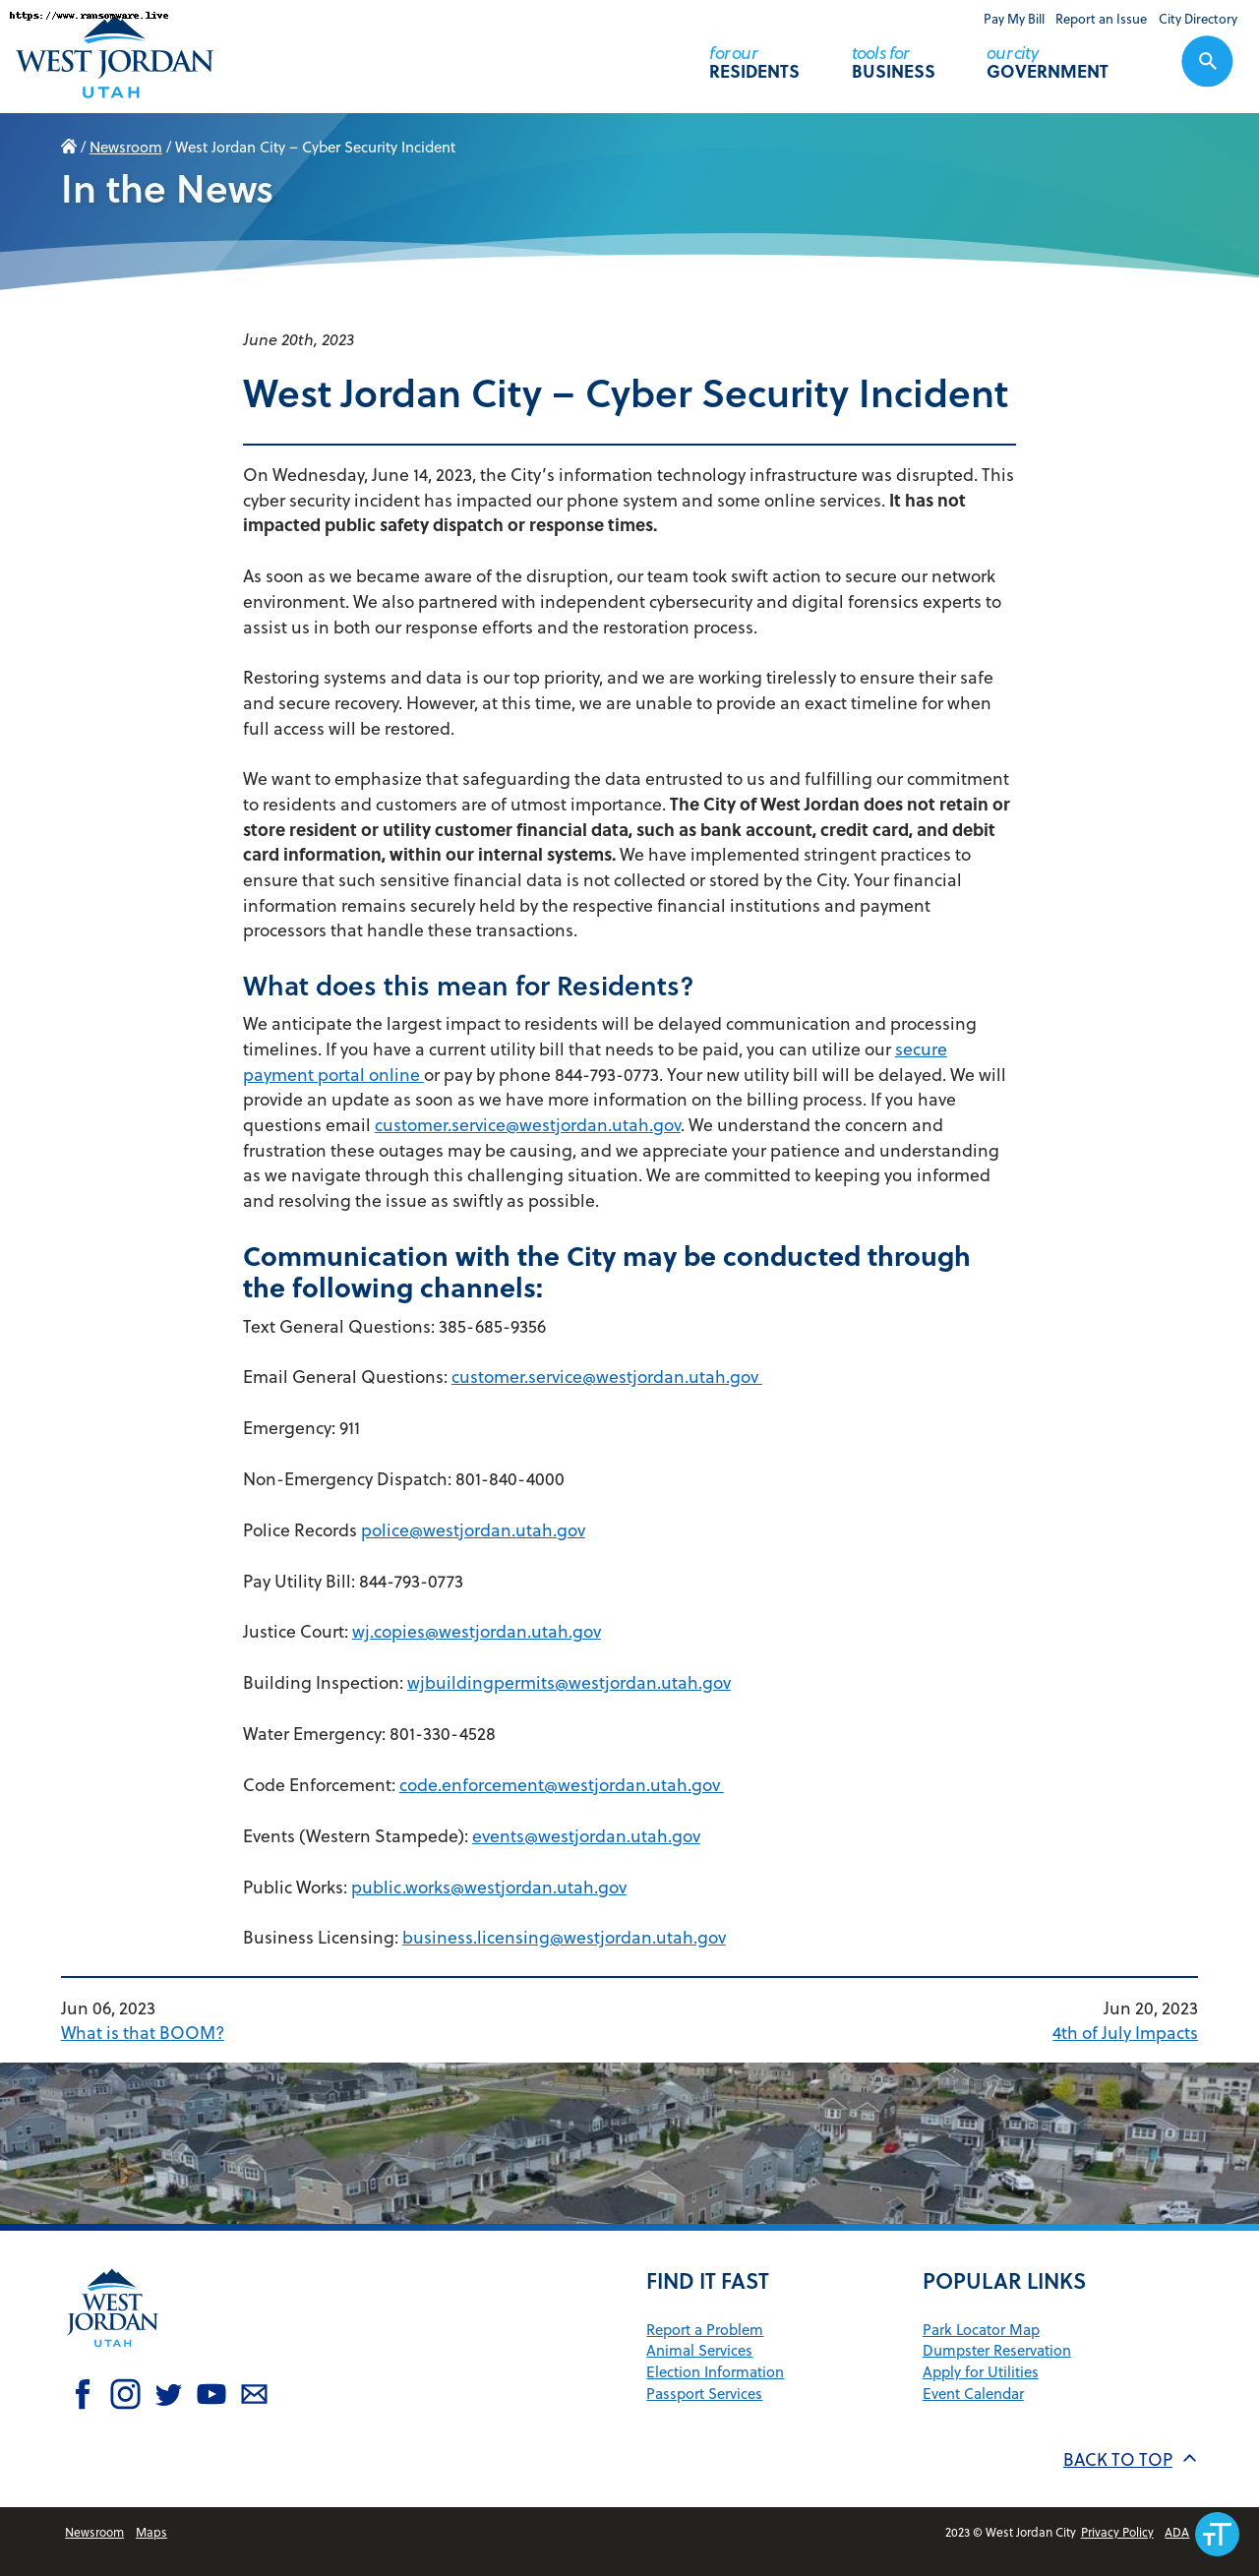 https://www.ransomware.live
WEST JORDAN
UTAH
Pay My Bill Report an Issue City Directory
for our
RESIDENTS
tools for
BUSINESS
our city
GOVERNMENT
/ Newsroom / West Jordan City – Cyber Security Incident
In the News
June 20th, 2023
West Jordan City – Cyber Security Incident
On Wednesday, June 14, 2023, the City’s information technology infrastructure was disrupted. This
cyber security incident has impacted our phone system and some online services. It has not
impacted public safety dispatch or response times.
As soon as we became aware of the disruption, our team took swift action to secure our network
environment. We also partnered with independent cybersecurity and digital forensics experts to
assist us in both our response efforts and the restoration process.
Restoring systems and data is our top priority, and we are working tirelessly to ensure their safe
and secure recovery. However, at this time, we are unable to provide an exact timeline for when
full access will be restored.
We want to emphasize that safeguarding the data entrusted to us and fulfilling our commitment
to residents and customers are of utmost importance. The City of West Jordan does not retain or
store resident or utility customer financial data, such as bank account, credit card, and debit
card information, within our internal systems. We have implemented stringent practices to
ensure that such sensitive financial data is not collected or stored by the City. Your financial
information remains securely held by the respective financial institutions and payment
processors that handle these transactions.
What does this mean for Residents?
We anticipate the largest impact to residents will be delayed communication and processing
timelines. If you have a current utility bill that needs to be paid, you can utilize our secure
payment portal online or pay by phone 844-793-0773. Your new utility bill will be delayed. We will
provide an update as soon as we have more information on the billing process. If you have
questions email customer.service@westjordan.utah.gov. We understand the concern and
frustration these outages may be causing, and we appreciate your patience and understanding
as we navigate through this challenging situation. We are committed to keeping you informed
and resolving the issue as swiftly as possible.
Communication with the City may be conducted through
the following channels:
Text General Questions: 385-685-9356
Email General Questions: customer.service@westjordan.utah.gov
Emergency: 911
Non-Emergency Dispatch: 801-840-4000
Police Records police@westjordan.utah.gov
Pay Utility Bill: 844-793-0773
Justice Court: wj.copies@westjordan.utah.gov
Building Inspection: wjbuildingpermits@westjordan.utah.gov
Water Emergency: 801-330-4528
Code Enforcement: code.enforcement@westjordan.utah.gov
Events (Western Stampede): events@westjordan.utah.gov
Public Works: public.works@westjordan.utah.gov
Business Licensing: business.licensing@westjordan.utah.gov
Jun 06, 2023
What is that BOOM?
Jun 20, 2023
4th of July Impacts
WEST
JORDAN
UTAH
FIND IT FAST
Report a Problem
Animal Services
Election Information
Passport Services
POPULAR LINKS
Park Locator Map
Dumpster Reservation
Apply for Utilities
Event Calendar
BACK TO TOP
Newsroom Maps
2023 © West Jordan City Privacy Policy ADA
TT